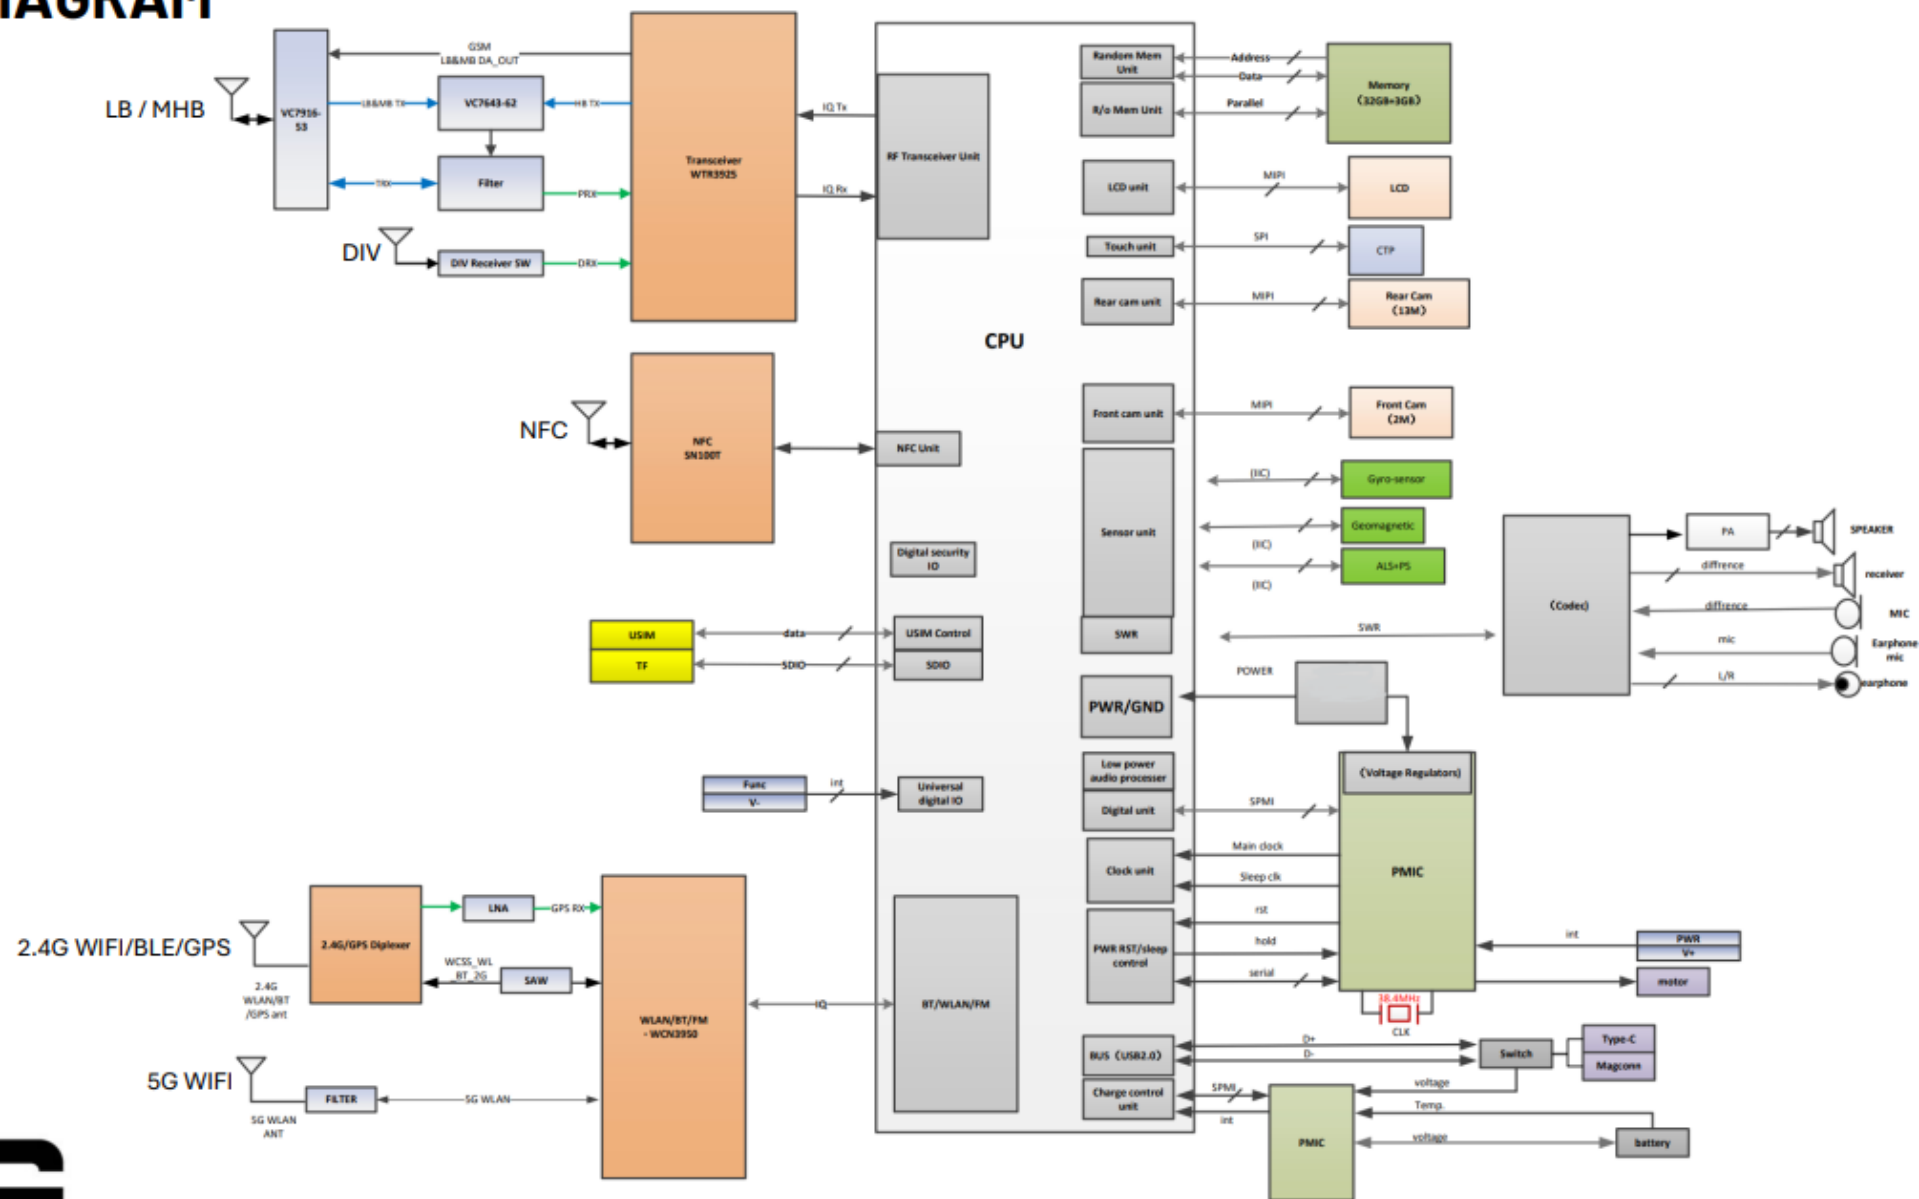 DIAGRAM
GSM
LB&MB DA_OUT
LB / MHB
VC7916-
53
LB&MB TX
VC7643-62
HB TX
TRX
Filter
PRX
DIV
DIV Receiver SW
DRX
Transceiver
WTR3925
IQ Tx
IQ Rx
RF Transceiver Unit
CPU
NFC
NFC
SN100T
NFC Unit
Digital security
IO
USIM
TF
data
SDIO
USIM Control
SDIO
Func
V-
int
Universal
digital IO
2.4G WIFI/BLE/GPS
2.4G
WLAN/BT
/GPS ant
2.4G/GPS Diplexer
LNA
GPS RX
WCSS_WL
_BT_2G
SAW
5G WIFI
5G WLAN
ANT
FILTER
5G WLAN
WLAN/BT/FM
- WCN3950
IQ
BT/WLAN/FM
Random Mem
Unit
Address
Data
R/o Mem Unit
Parallel
Memory
(32GB+3GB)
LCD unit
MIPI
LCD
Touch unit
SPI
CTP
Rear cam unit
MIPI
Rear Cam
(13M)
Front cam unit
MIPI
Front Cam
(2M)
Sensor unit
(IIC)
Gyro-sensor
Geomagnetic
(IIC)
ALS+PS
(IIC)
SWR
SWR
(Codec)
PA
SPEAKER
diffrence
receiver
diffrence
MIC
mic
Earphone
mic
L/R
earphone
PWR/GND
POWER
Low power
audio processer
Digital unit
SPMI
(Voltage Regulators)
PMIC
Clock unit
Main clock
Sleep clk
PWR RST/sleep
control
rst
hold
serial
int
PWR
V+
motor
38.4MHz
CLK
BUS (USB2.0)
D+
D-
Switch
Type-C
Magconn
Charge control
unit
SPMI
int
PMIC
voltage
Temp.
voltage
battery